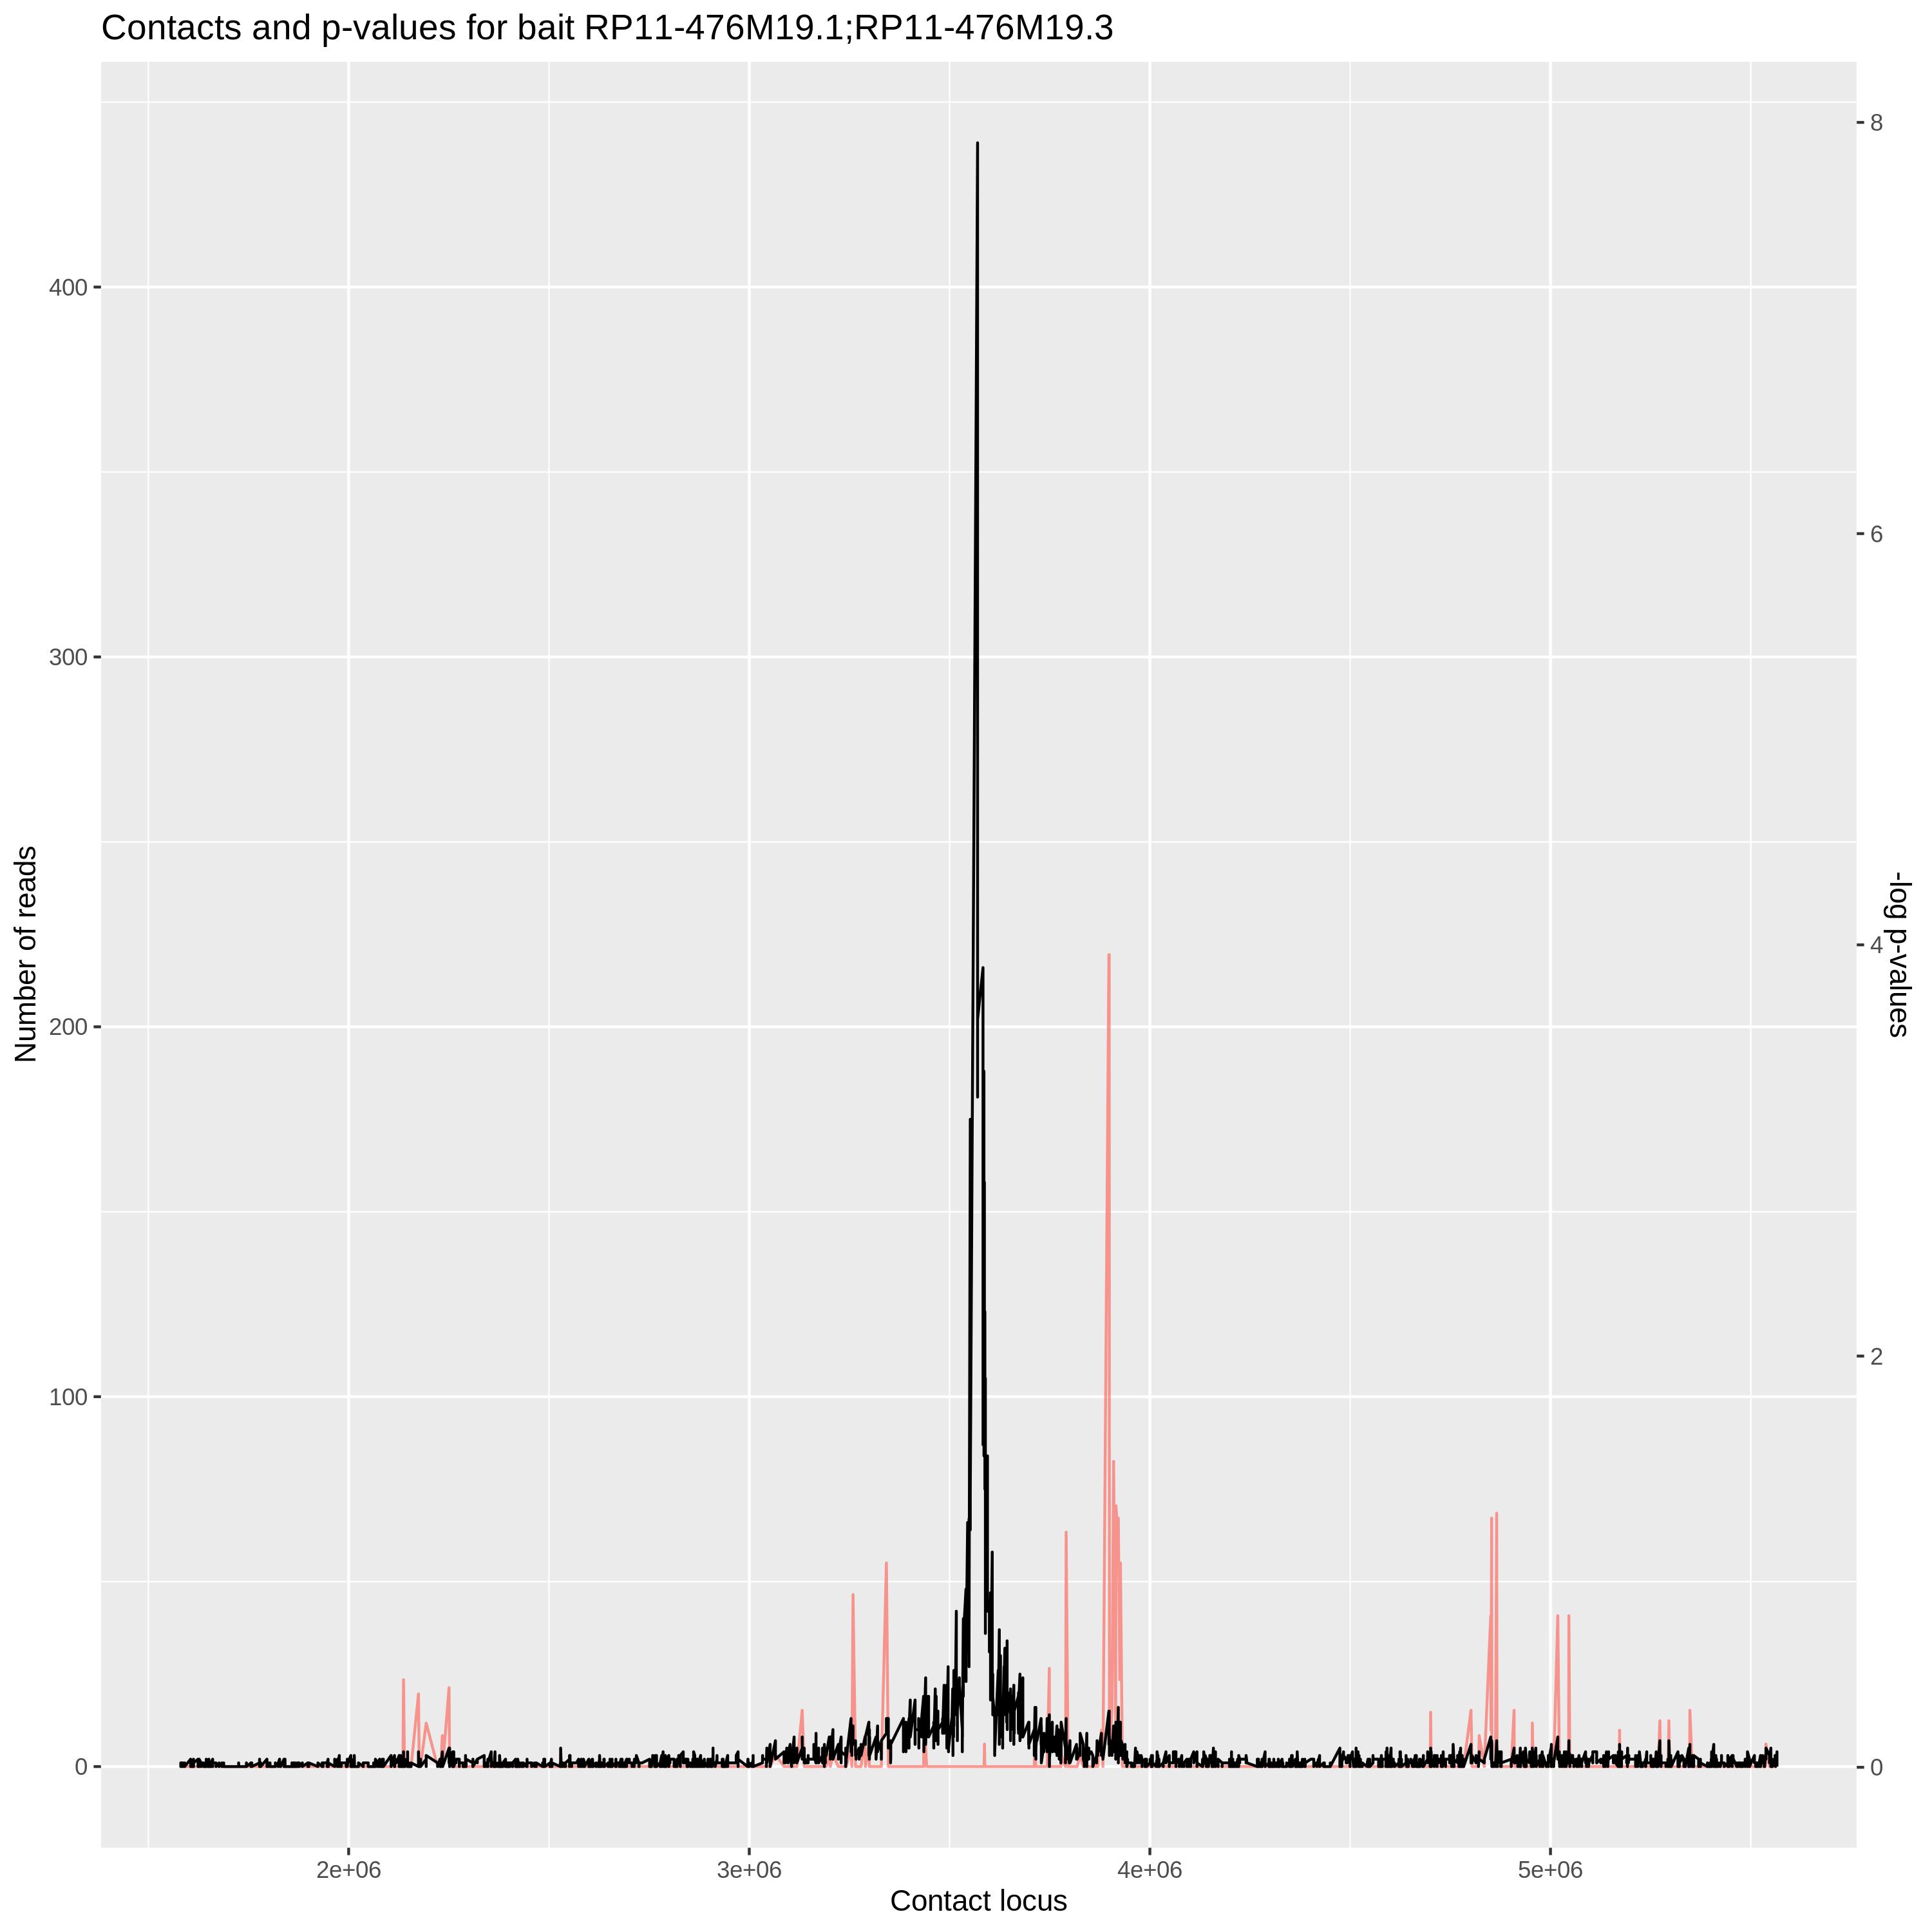 Contacts and p-values for bait RP11-476M19.1;RP11-476M19.3
Number of reads
400
300
200
100
0
8
6
4
2
0
-log p-values
2e+06
3e+06
4e+06
5e+06
Contact locus